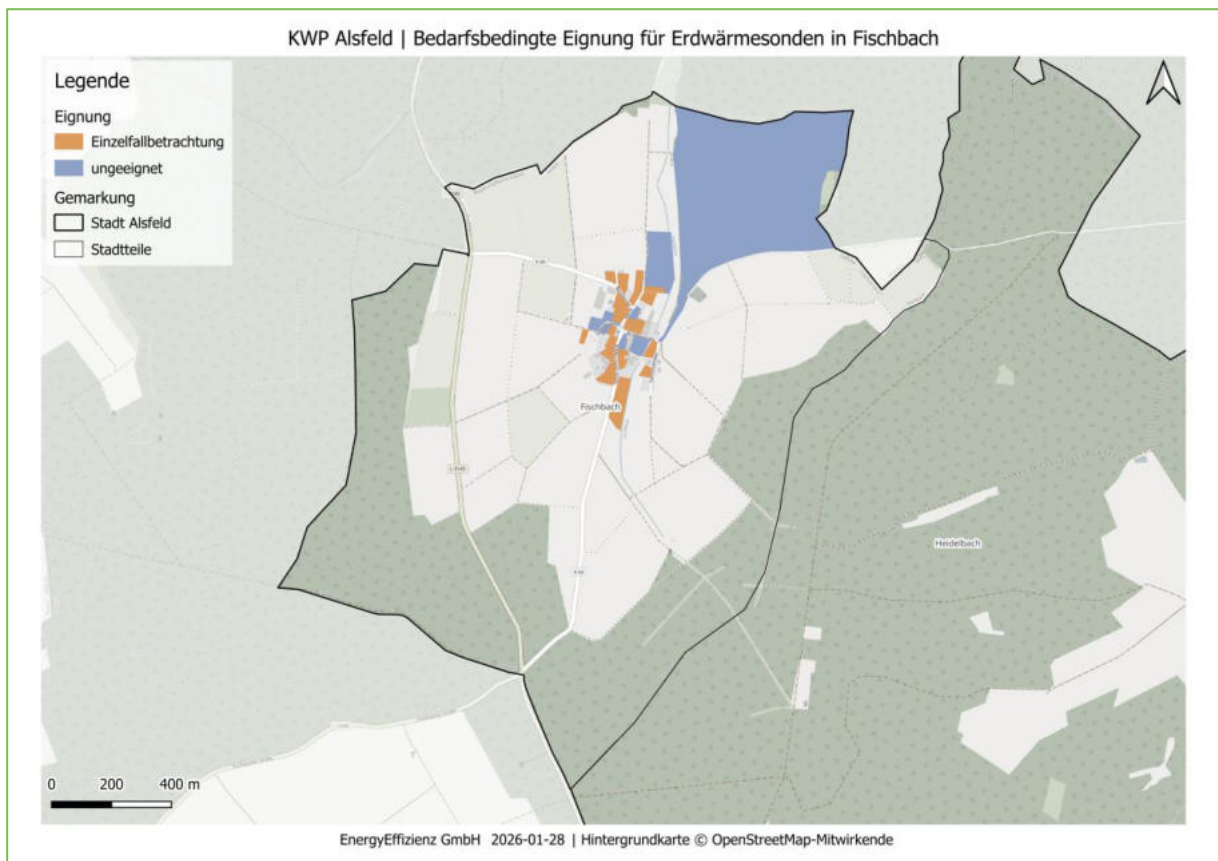 KWP Alsfeld | Bedarfsbedingte Eignung für Erdwärmesonden in Fischbach
Legende
Eignung
Einzelfallbetrachtung
ungeeignet
Gemarkung
Stadt Alsfeld
Stadtteile
Fischbach
Heidelbach
0 200 400 m
EnergyEffizienz GmbH 2026-01-28 | Hintergrundkarte © OpenStreetMap-Mitwirkende